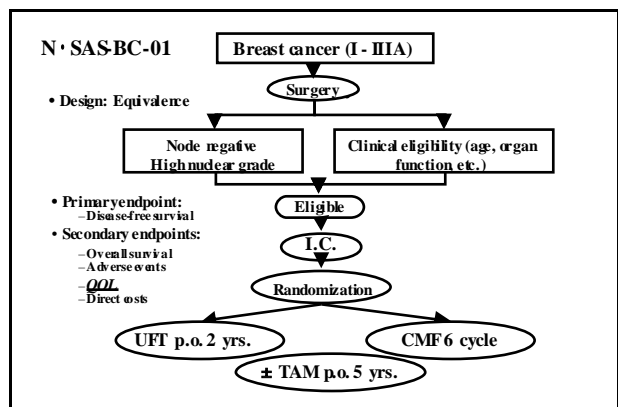 N・SAS-BC-01
Breast cancer (I - IIIA)
Surgery
• Design: Equivalence
Node negative
High nuclear grade
Clinical eligibility (age, organ
function, etc.)
• Primary endpoint:
–Disease-free survival
• Secondary endpoints:
–Overall survival
–Adverse events
–QOL
–Direct costs
Eligible
I.C.
Randomization
UFT p.o. 2 yrs.
CMF 6 cycle
± TAM p.o. 5 yrs.